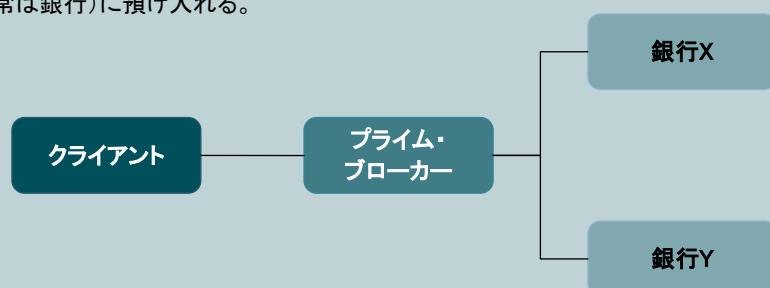 常は銀行)に預け入れる。
銀行X
クライアント
プライム・
ブローカー
銀行Y